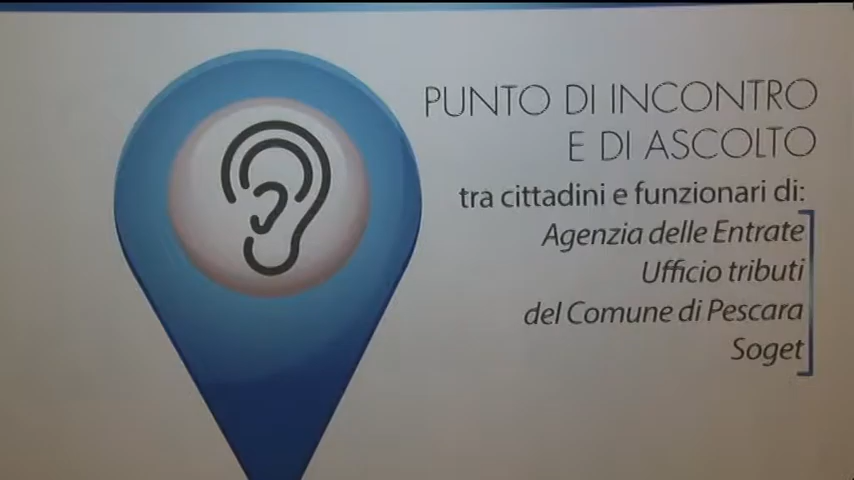 PUNTO DI INCONTRO
E DI ASCOLTO
tra cittadini e funzionari di:
Agenzia delle Entrate
Ufficio tributi
del Comune di Pescara
Soget